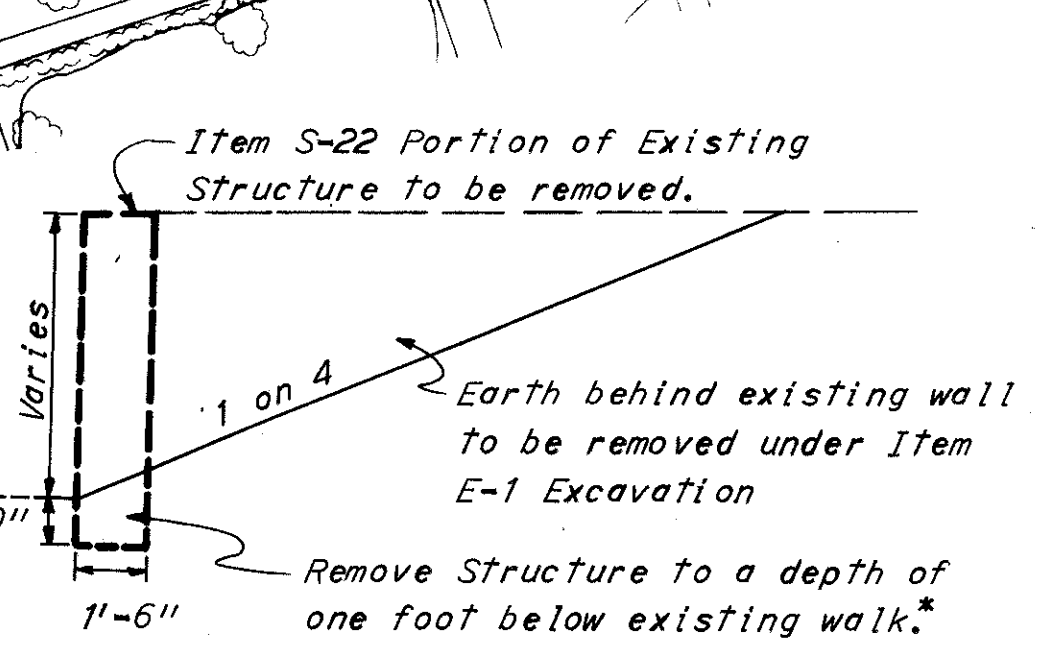 Item S-22 Portion of Existing
Structure to be removed.
Varies
1 on 4
Earth behind existing wall
to be removed under Item
E-1 Excavation
Remove Structure to a depth of
one foot below existing walk.*
1'-6"